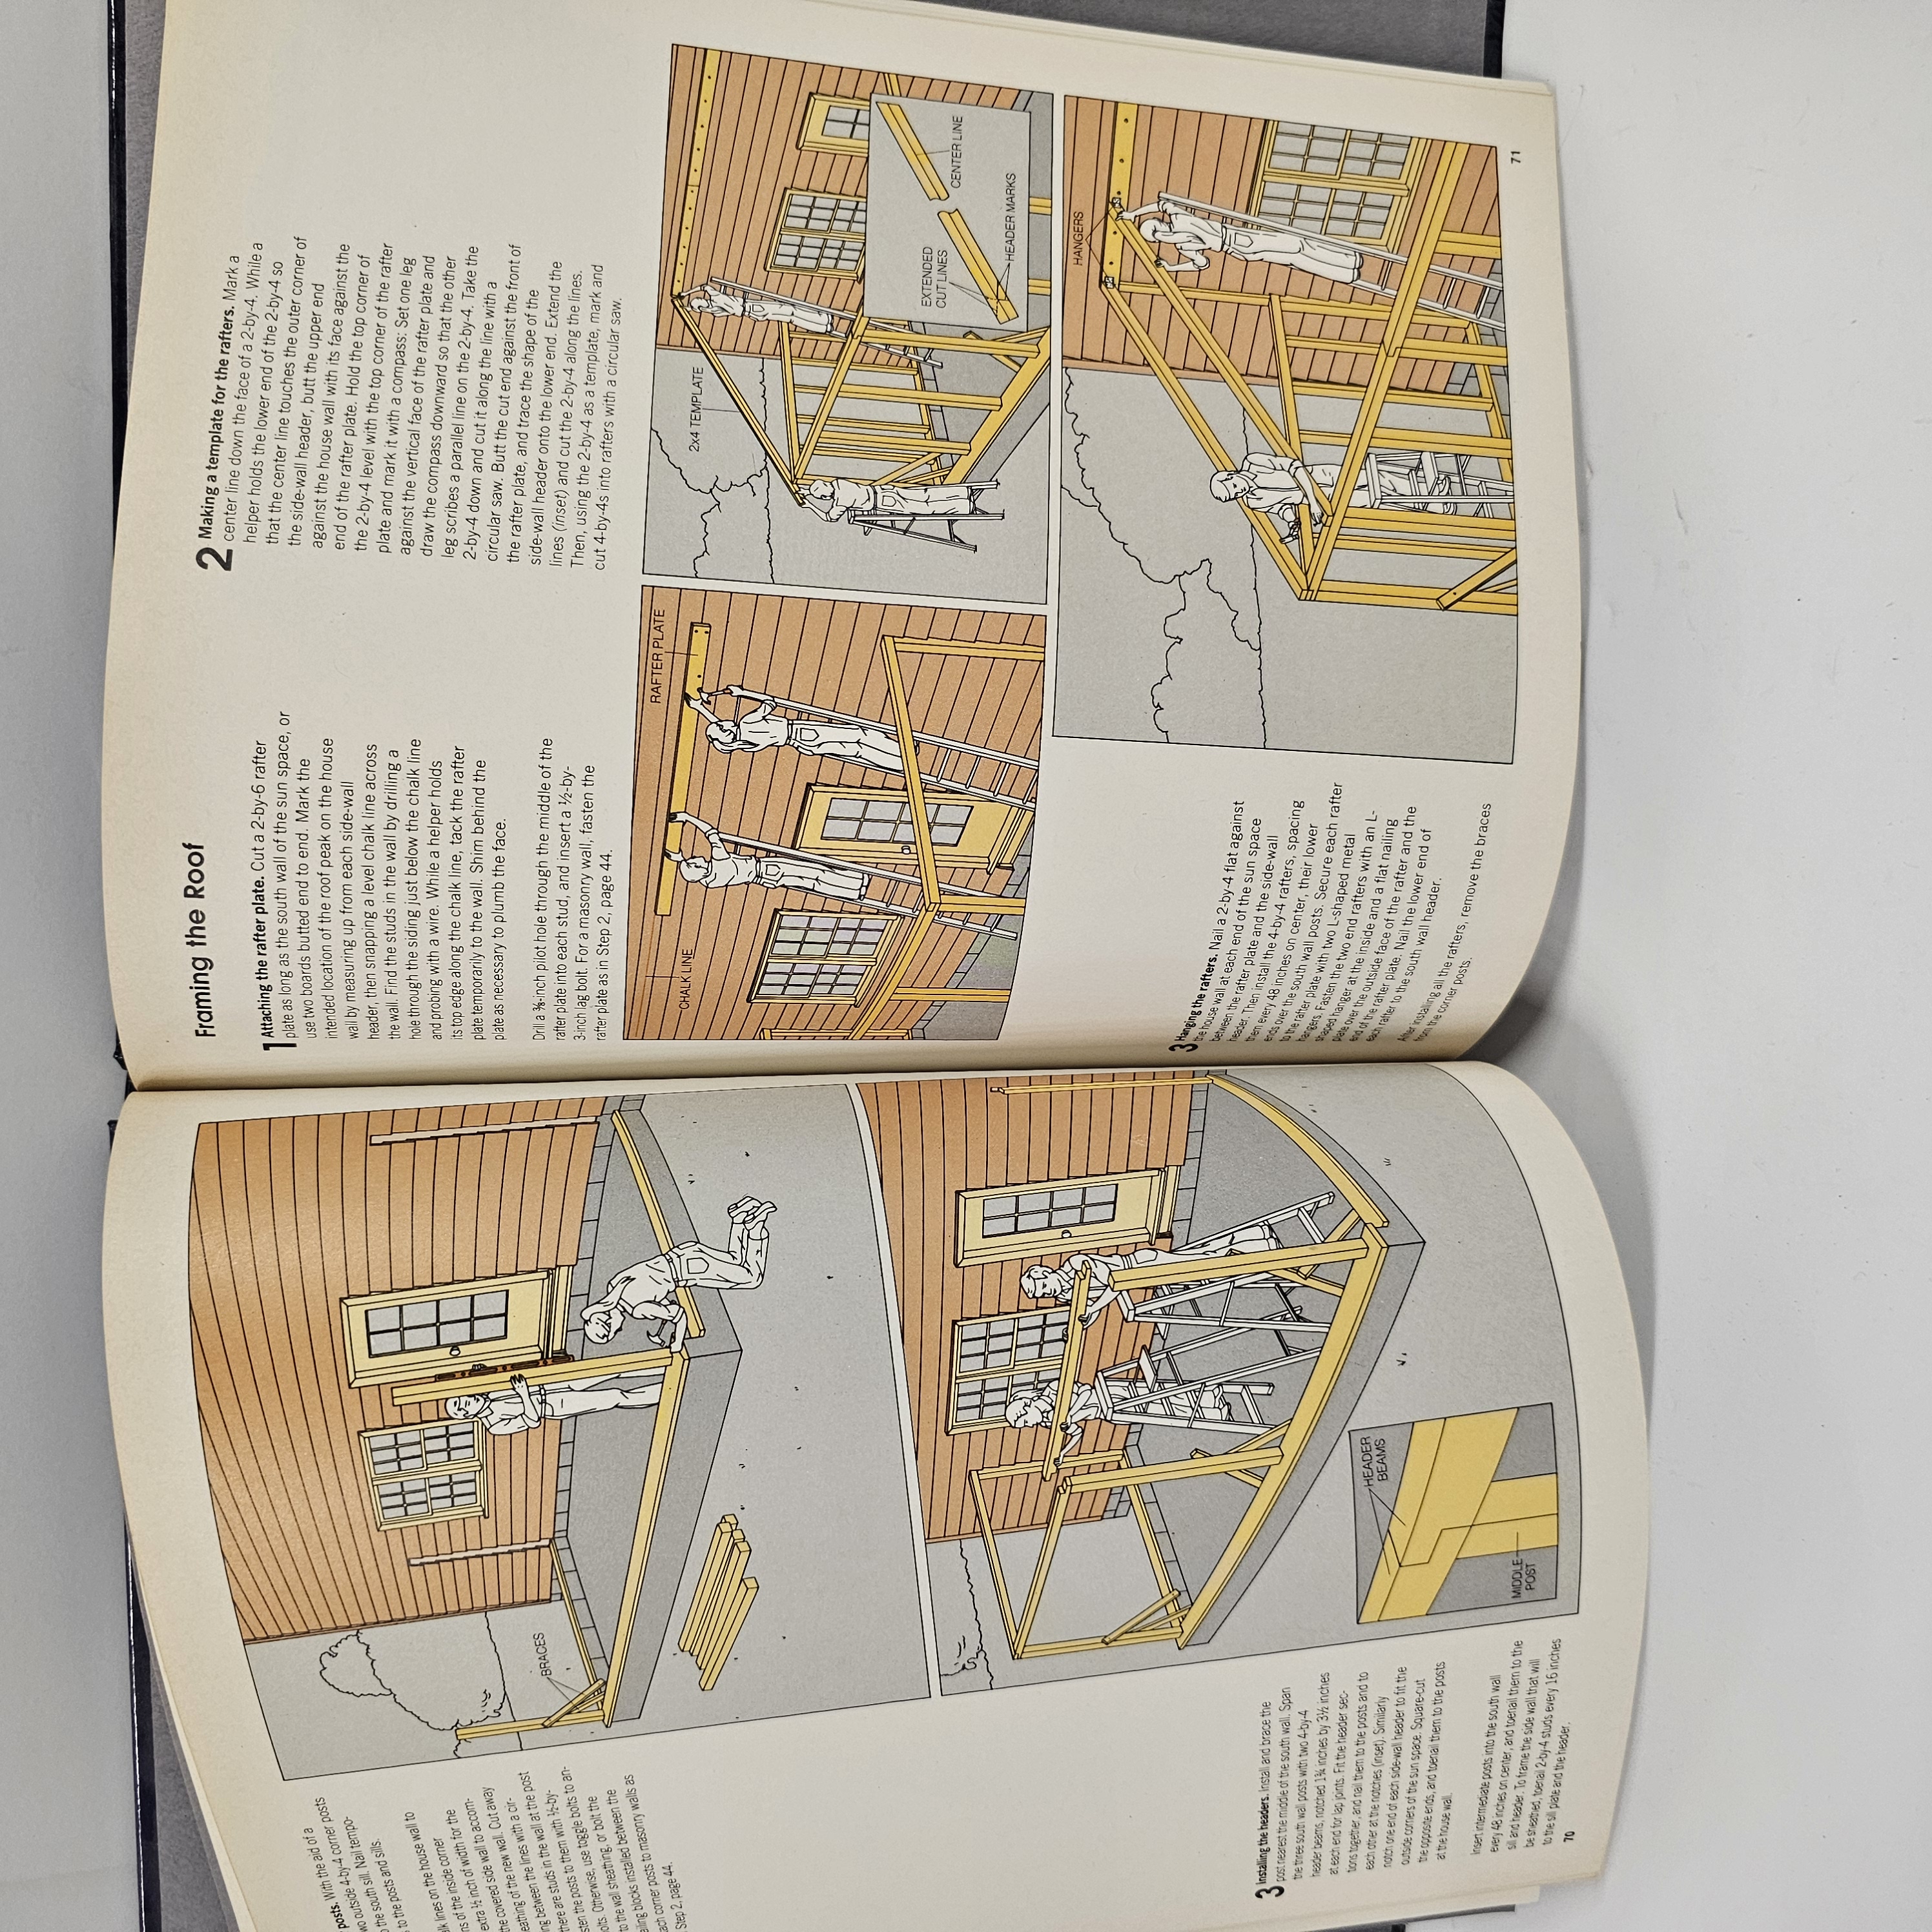 posts. With the aid of a
two outside 4-by-4 corner posts
to the south sill. Nail tempo-
to the posts and sills.
lines on the house wall to
of the inside corner
extra ½ inch of width for the
the covered side wall to accom-
of the new wall. Cut away
between the lines with a cir-
there are studs in the wall at the post
the posts to them with ½-by-
Otherwise, use toggle bolts to an-
to the wall sheathing, or bolt the
blocks installed between the
corner posts to masonry walls as
Step 2, page 44.
BRACES
3 Installing the headers. Install and brace the
post nearest the middle of the south wall. Span
the three south wall posts with two 4-by-4
header beams, notched 1¾ inches by 3½ inches
at each end for lap joints. Fit the header sec-
tions together, and nail them to the posts and to
each other at the notches (inset). Similarly
notch one end of each side-wall header to fit the
outside corners of the sun space. Square-cut
the opposite ends, and toenail them to the posts
at the house wall.
Insert intermediate posts into the south wall
every 48 inches on center, and toenail them to the
sill and header. To frame the side wall that will
be sheathed, toenail 2-by-4 studs every 16 inches
to the sill plate and the header.
HEADER
BEAMS
MIDDLE
POST
70
Framing the Roof
1 Attaching the rafter plate. Cut a 2-by-6 rafter
plate as long as the south wall of the sun space, or
use two boards butted end to end. Mark the
intended location of the roof peak on the house
wall by measuring up from each side-wall
header, then snapping a level chalk line across
the wall. Find the studs in the wall by drilling a
hole through the siding just below the chalk line
and probing with a wire. While a helper holds
its top edge along the chalk line, tack the rafter
plate temporarily to the wall. Shim behind the
plate as necessary to plumb the face.
Drill a ⅜-inch pilot hole through the middle of the
rafter plate into each stud, and insert a ½-by-
3-inch lag bolt. For a masonry wall, fasten the
rafter plate as in Step 2, page 44.
2 Making a template for the rafters. Mark a
center line down the face of a 2-by-4. While a
helper holds the lower end of the 2-by-4 so
that the center line touches the outer corner of
the side-wall header, butt the upper end
against the house wall with its face against the
end of the rafter plate. Hold the top corner of
the 2-by-4 level with the top corner of the rafter
plate and mark it with a compass: Set one leg
against the vertical face of the rafter plate and
draw the compass downward so that the other
leg scribes a parallel line on the 2-by-4. Take the
2-by-4 down and cut it along the line with a
circular saw. Butt the cut end against the front of
the rafter plate, and trace the shape of the
side-wall header onto the lower end. Extend the
lines (inset) and cut the 2-by-4 along the lines.
Then, using the 2-by-4 as a template, mark and
cut 4-by-4s into rafters with a circular saw.
CHALK LINE
RAFTER PLATE
2x4 TEMPLATE
EXTENDED
CUT LINES
CENTER LINE
HEADER MARKS
3 Hanging the rafters. Nail a 2-by-4 flat against
the house wall at each end of the sun space
between the rafter plate and the side-wall
header. Then install the 4-by-4 rafters, spacing
them every 48 inches on center, their lower
ends over the south wall posts. Secure each rafter
to the rafter plate with two L-shaped metal
hangers. Fasten the two end rafters with an L-
shaped hanger at the inside and a flat nailing
plate over the outside face of the rafter and the
end of the rafter plate. Nail the lower end of
each rafter to the south wall header.
After installing all the rafters, remove the braces
from the corner posts.
HANGERS
71